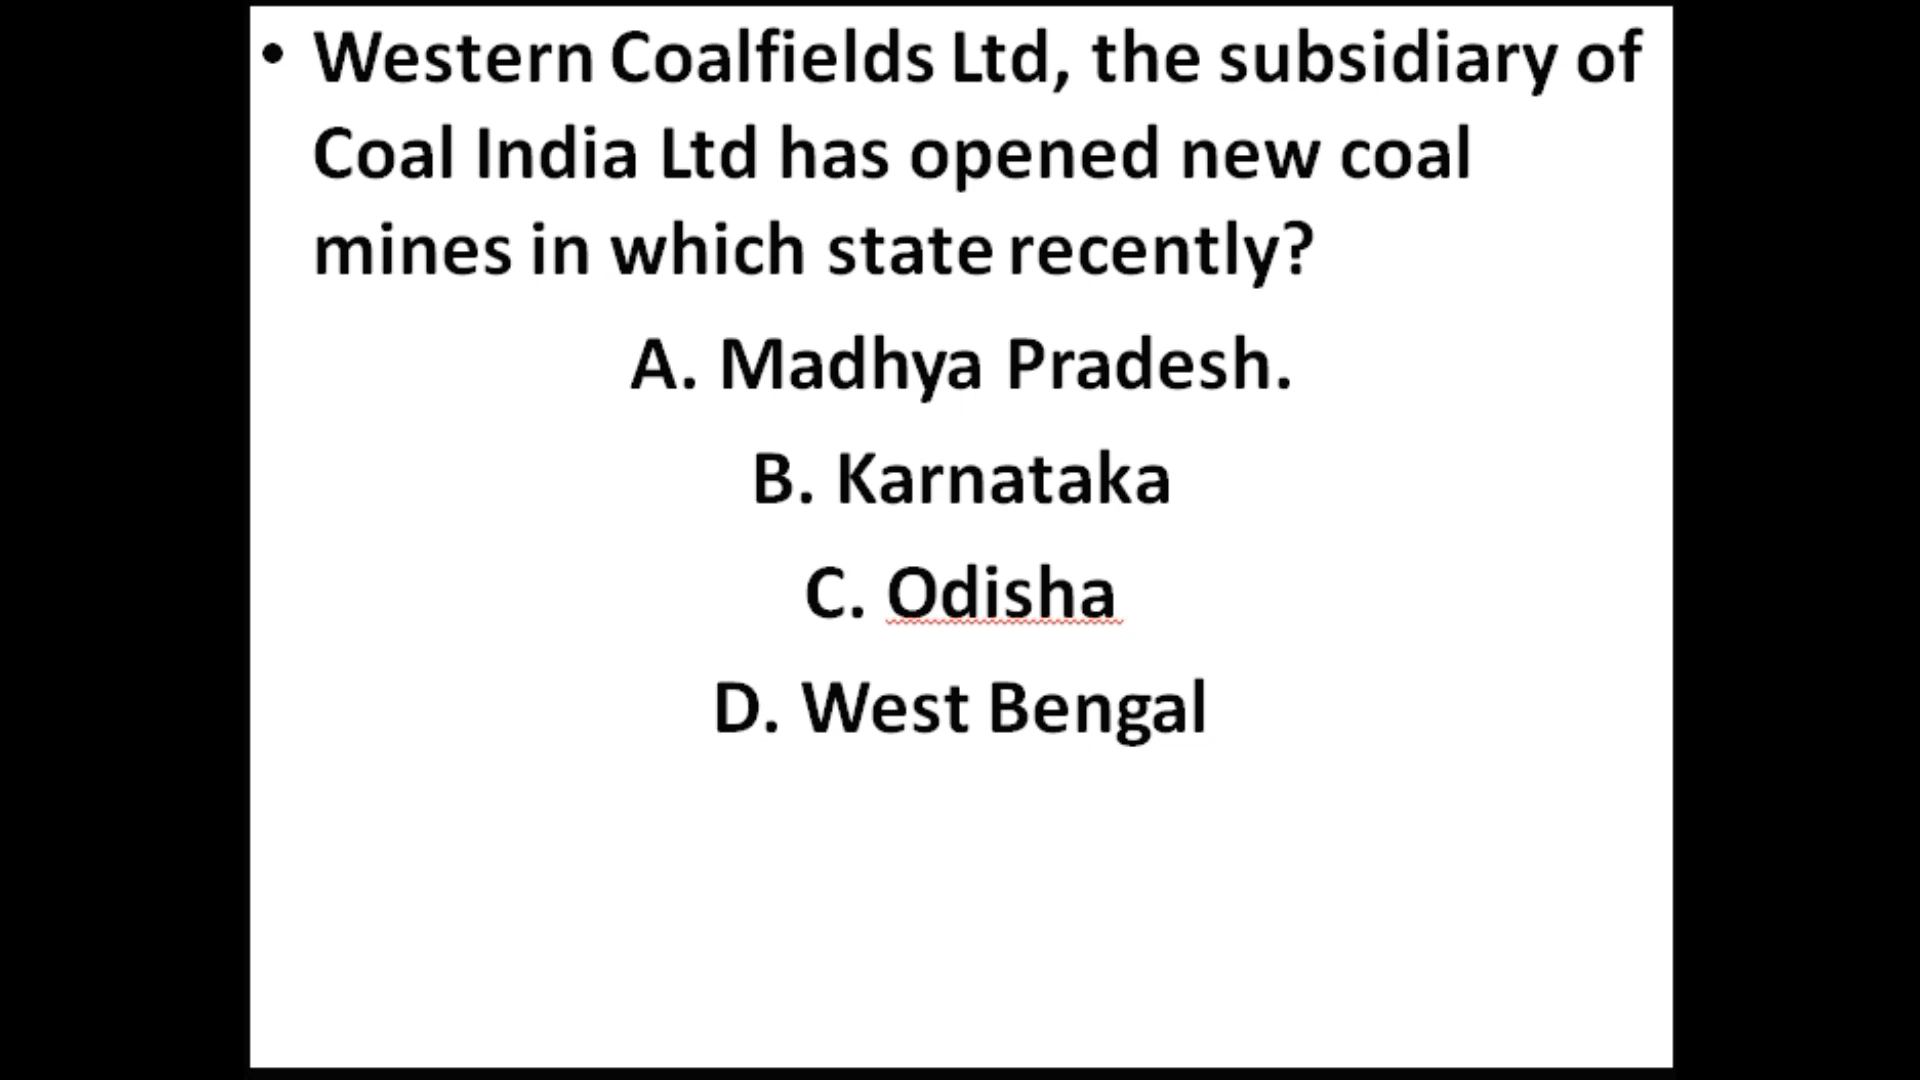 • Western Coalfields Ltd, the subsidiary of
Coal India Ltd has opened new coal
mines in which state recently?
A. Madhya Pradesh.
B. Karnataka
C. Odisha
D. West Bengal